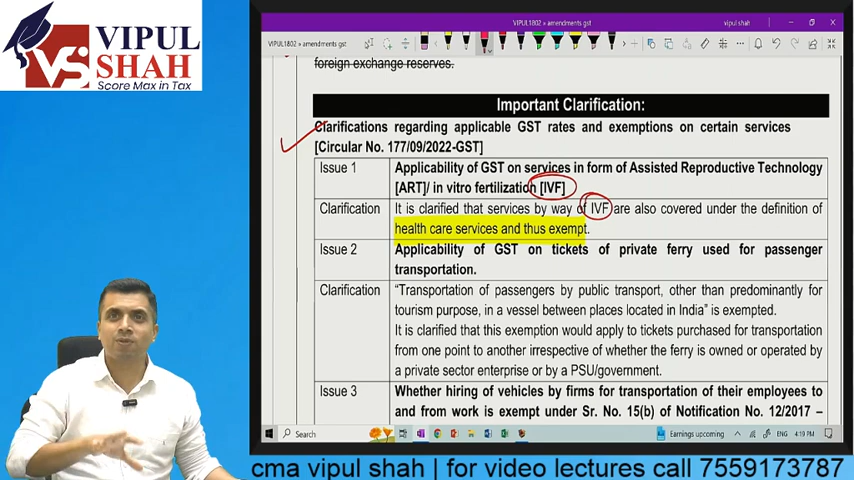 VIPUL
SHAH
Score Max in Tax
VS
VIPUL1802 » amendments gst
vipul shah
VIPUL1802 » amendments gst
foreign exchange reserves.
Important Clarification:
Clarifications regarding applicable GST rates and exemptions on certain services
[Circular No. 177/09/2022-GST]
Issue 1
Applicability of GST on services in form of Assisted Reproductive Technology
[ART]/ in vitro fertilization [IVF]
Clarification
It is clarified that services by way of IVF are also covered under the definition of
health care services and thus exempt.
Issue 2
Applicability of GST on tickets of private ferry used for passenger
transportation.
Clarification
“Transportation of passengers by public transport, other than predominantly for
tourism purpose, in a vessel between places located in India” is exempted.
It is clarified that this exemption would apply to tickets purchased for transportation
from one point to another irrespective of whether the ferry is owned or operated by
a private sector enterprise or by a PSU/government.
Issue 3
Whether hiring of vehicles by firms for transportation of their employees to
and from work is exempt under Sr. No. 15(b) of Notification No. 12/2017 –
Search
Earnings upcoming
ENG
4:19 PM
cma vipul shah | for video lectures call 7559173787